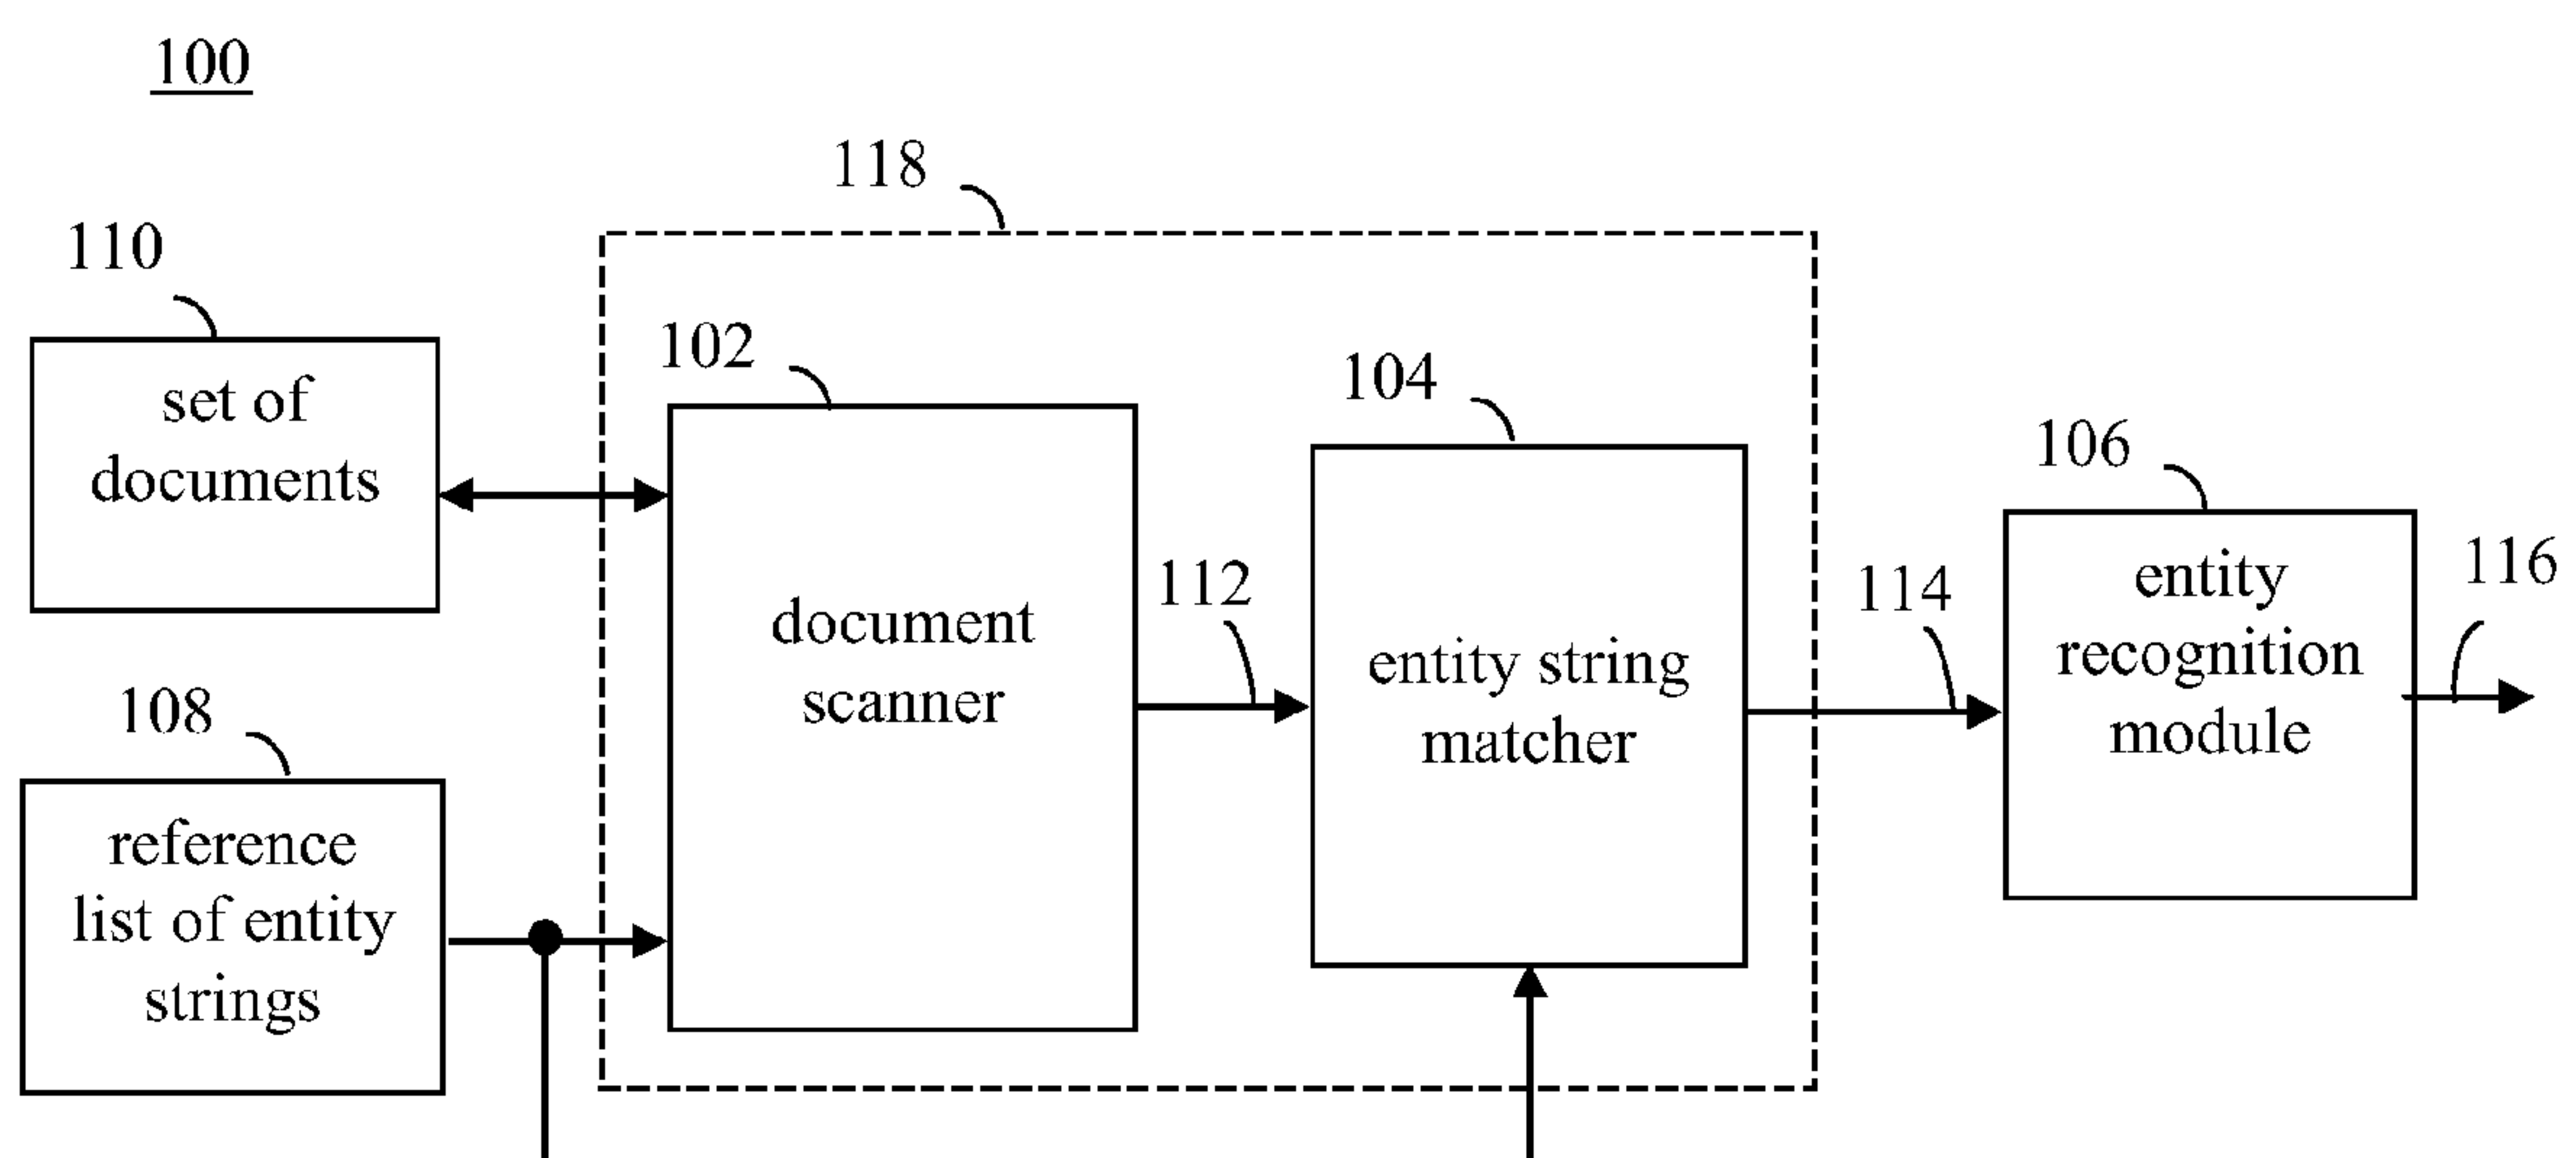 100
118
110
102
104
106
set of
documents
document
scanner
112
entity string
matcher
114
entity
recognition
module
116
108
reference
list of entity
strings